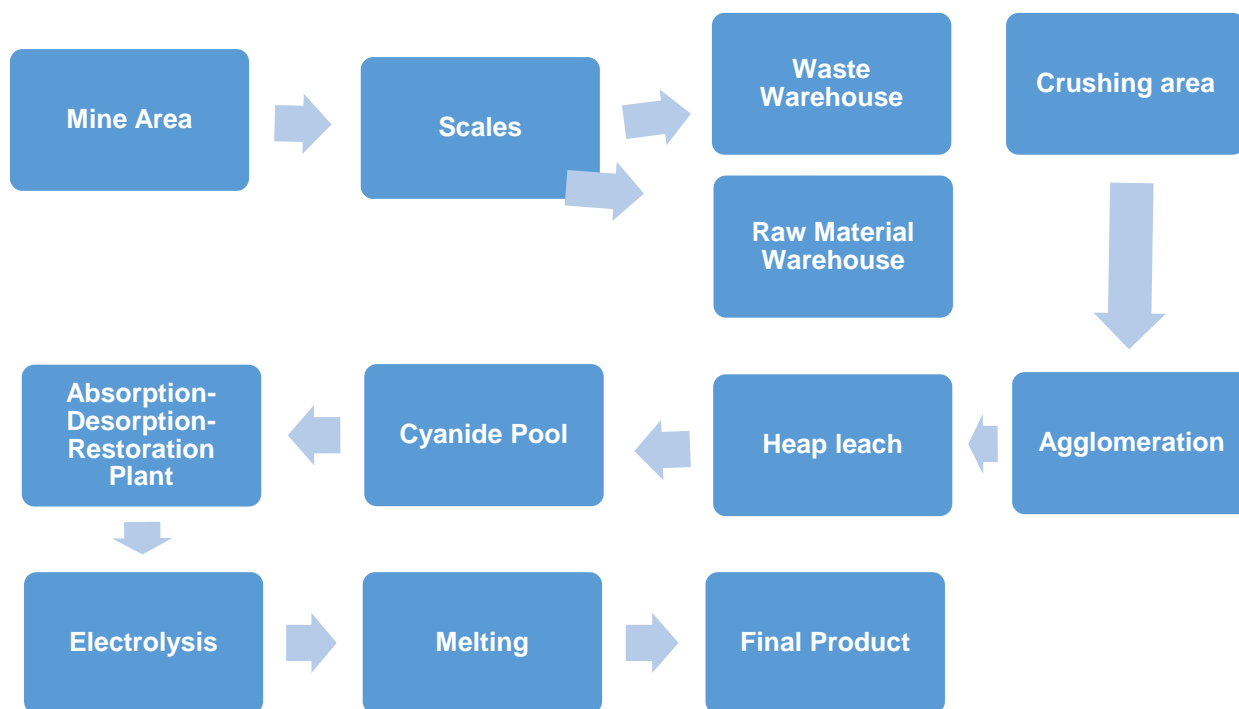 Mine Area
Scales
Waste
Warehouse
Raw Material
Warehouse
Crushing area
Agglomeration
Heap leach
Cyanide Pool
Absorption-
Desorption-
Restoration
Plant
Electrolysis
Melting
Final Product